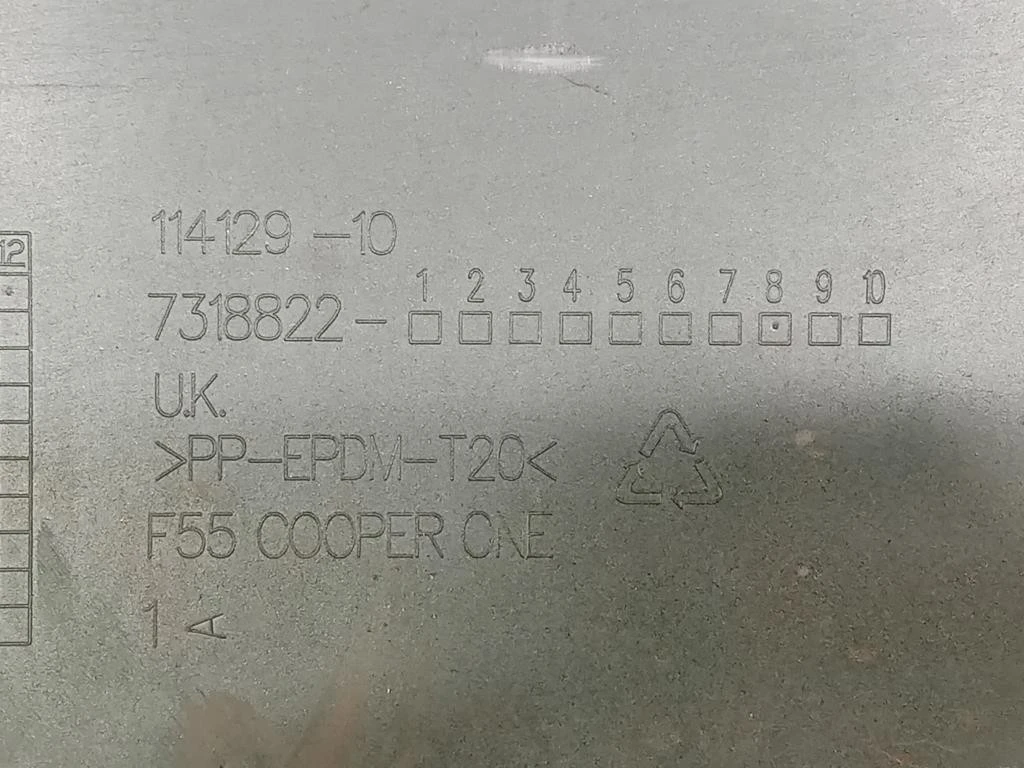 12
114129 -10
1 2 3 4 5 6 7 8 9 10
7318822-
U.K.
>PP-EPDM-T20<
F55 COOPER ONE
1 A